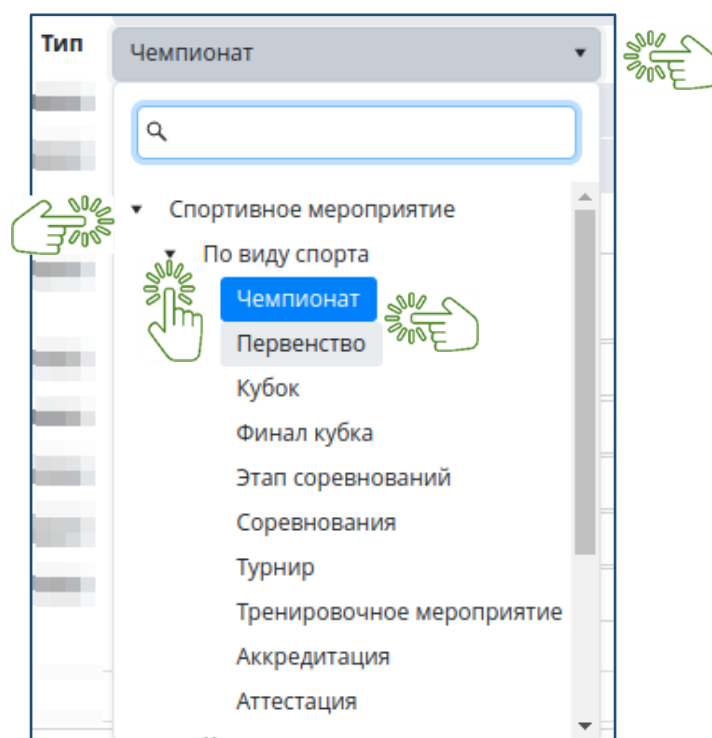 Тип
Чемпионат
Спортивное мероприятие
По виду спорта
Чемпионат
Первенство
Кубок
Финал кубка
Этап соревнований
Соревнования
Турнир
Тренировочное мероприятие
Аккредитация
Аттестация